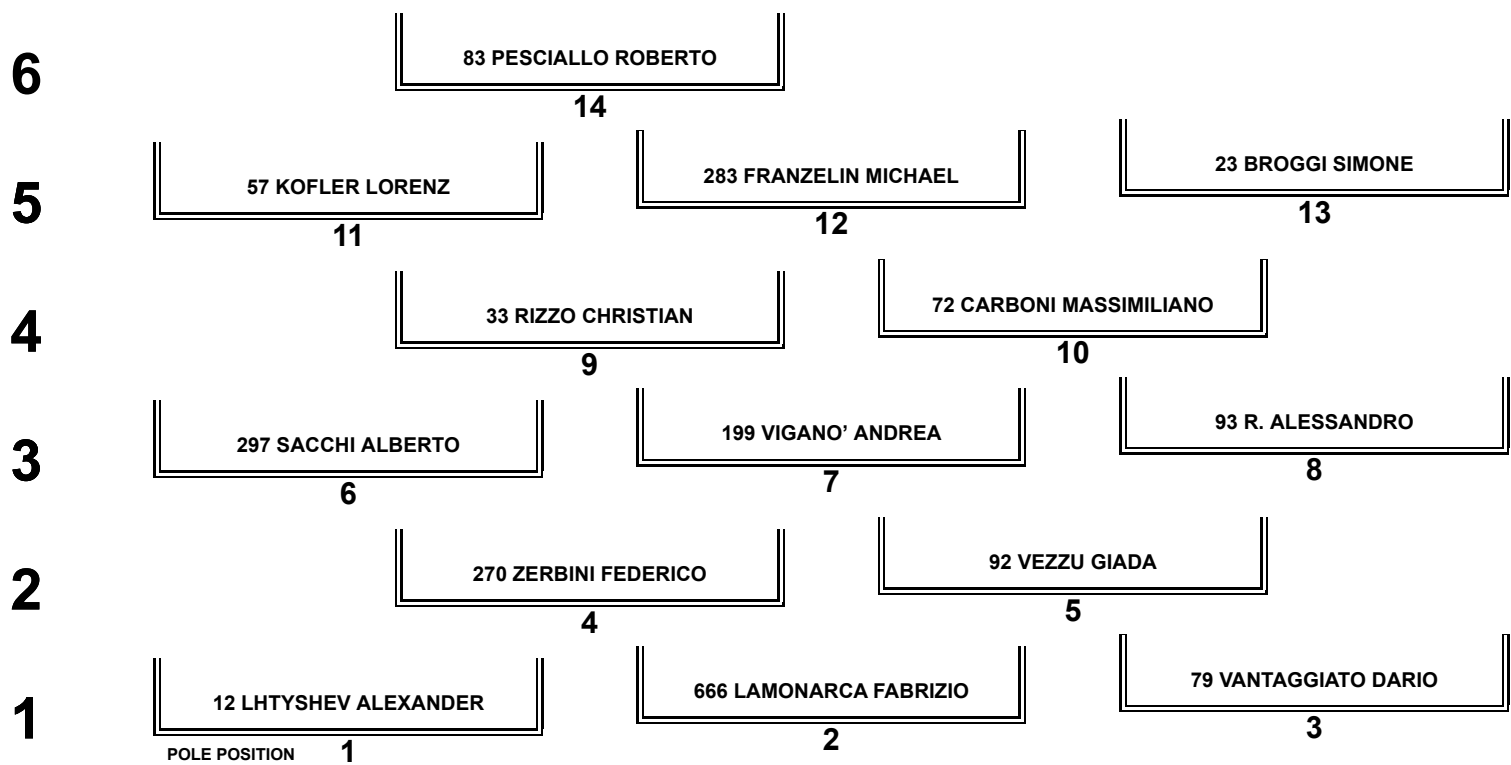 6
83 PESCIALLO ROBERTO
14
5
57 KOFLER LORENZ
11
283 FRANZELIN MICHAEL
12
23 BROGGI SIMONE
13
4
33 RIZZO CHRISTIAN
9
72 CARBONI MASSIMILIANO
10
3
297 SACCHI ALBERTO
6
199 VIGANO’ ANDREA
7
93 R. ALESSANDRO
8
2
270 ZERBINI FEDERICO
4
92 VEZZU GIADA
5
1
12 LHTYSHEV ALEXANDER
POLE POSITION 1
666 LAMONARCA FABRIZIO
2
79 VANTAGGIATO DARIO
3